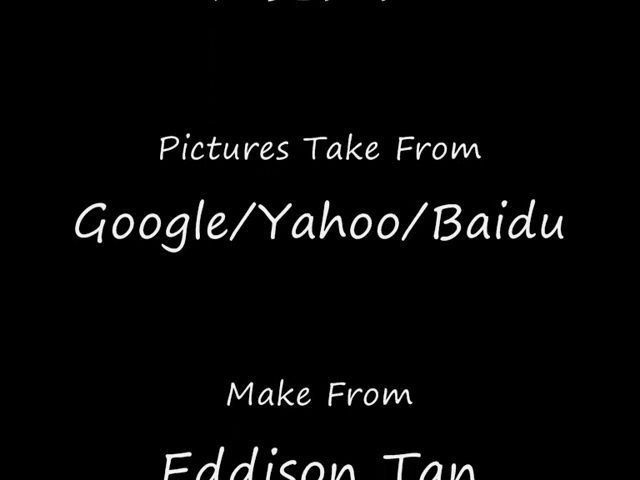 Pictures Take From
Google/Yahoo/Baidu
Make From
Eddison Tan